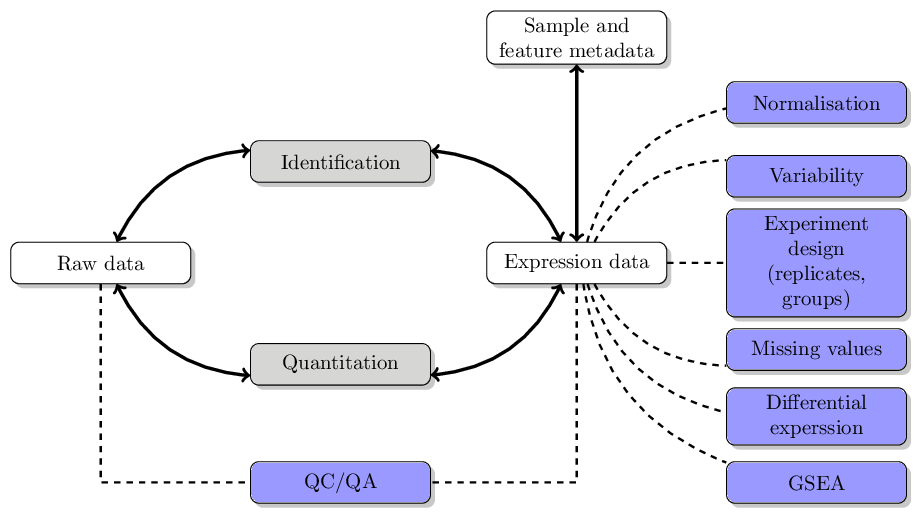 Sample and
feature metadata
Normalisation
Identification
Variability
Experiment
design
(replicates,
groups)
Raw data
Expression data
Quantitation
Missing values
Differential
experssion
QC/QA
GSEA